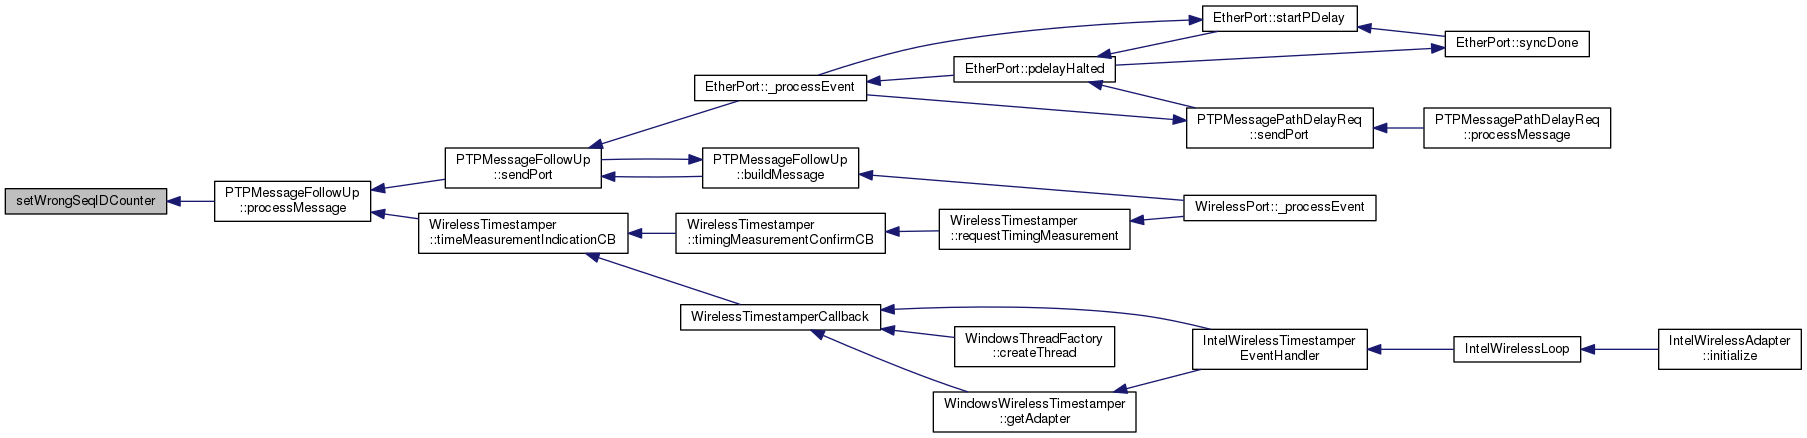 setWrongSeqIDCounter
PTPMessageFollowUp
::processMessage
PTPMessageFollowUp
::sendPort
EtherPort::_processEvent
EtherPort::startPDelay
EtherPort::pdelayHalted
EtherPort::syncDone
PTPMessagePathDelayReq
::sendPort
PTPMessagePathDelayReq
::processMessage
PTPMessageFollowUp
::buildMessage
WirelessPort::_processEvent
WirelessTimestamper
::timeMeasurementIndicationCB
WirelessTimestamper
::timingMeasurementConfirmCB
WirelessTimestamper
::requestTimingMeasurement
WirelessTimestamperCallback
WindowsThreadFactory
::createThread
IntelWirelessTimestamper
EventHandler
IntelWirelessLoop
IntelWirelessAdapter
::initialize
WindowsWirelessTimestamper
::getAdapter